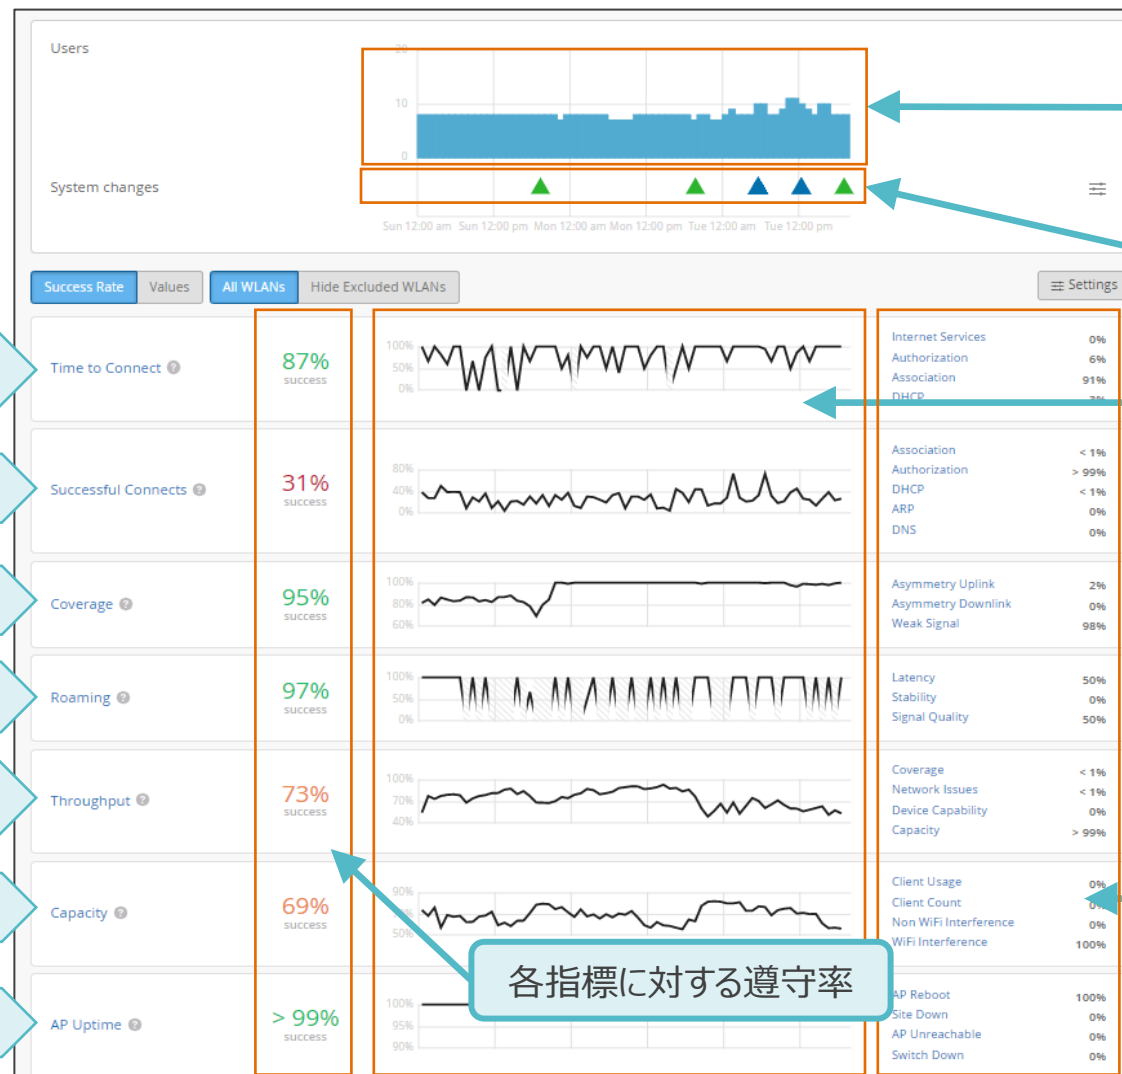 Users
20
10
0
System changes
Sun 12:00 am Sun 12:00 pm Mon 12:00 am Mon 12:00 pm Tue 12:00 am Tue 12:00 pm
Success Rate Values All WLANs Hide Excluded WLANs Settings
Time to Connect
87%
success
100%
50%
0%
Internet Services 0%
Authorization 6%
Association 91%
DHCP 3%
Successful Connects
31%
success
80%
40%
0%
Association < 1%
Authorization > 99%
DHCP < 1%
ARP 0%
DNS 0%
Coverage
95%
success
100%
80%
60%
Asymmetry Uplink 2%
Asymmetry Downlink 0%
Weak Signal 98%
Roaming
97%
success
100%
50%
0%
Latency 50%
Stability 0%
Signal Quality 50%
Throughput
73%
success
100%
70%
40%
Coverage < 1%
Network Issues < 1%
Device Capability 0%
Capacity > 99%
Capacity
69%
success
90%
50%
Client Usage 0%
Client Count
Non WiFi Interference 0%
WiFi Interference 100%
各指標に対する遵守率
AP Uptime
> 99%
success
100%
95%
90%
AP Reboot 100%
Site Down 0%
AP Unreachable 0%
Switch Down 0%